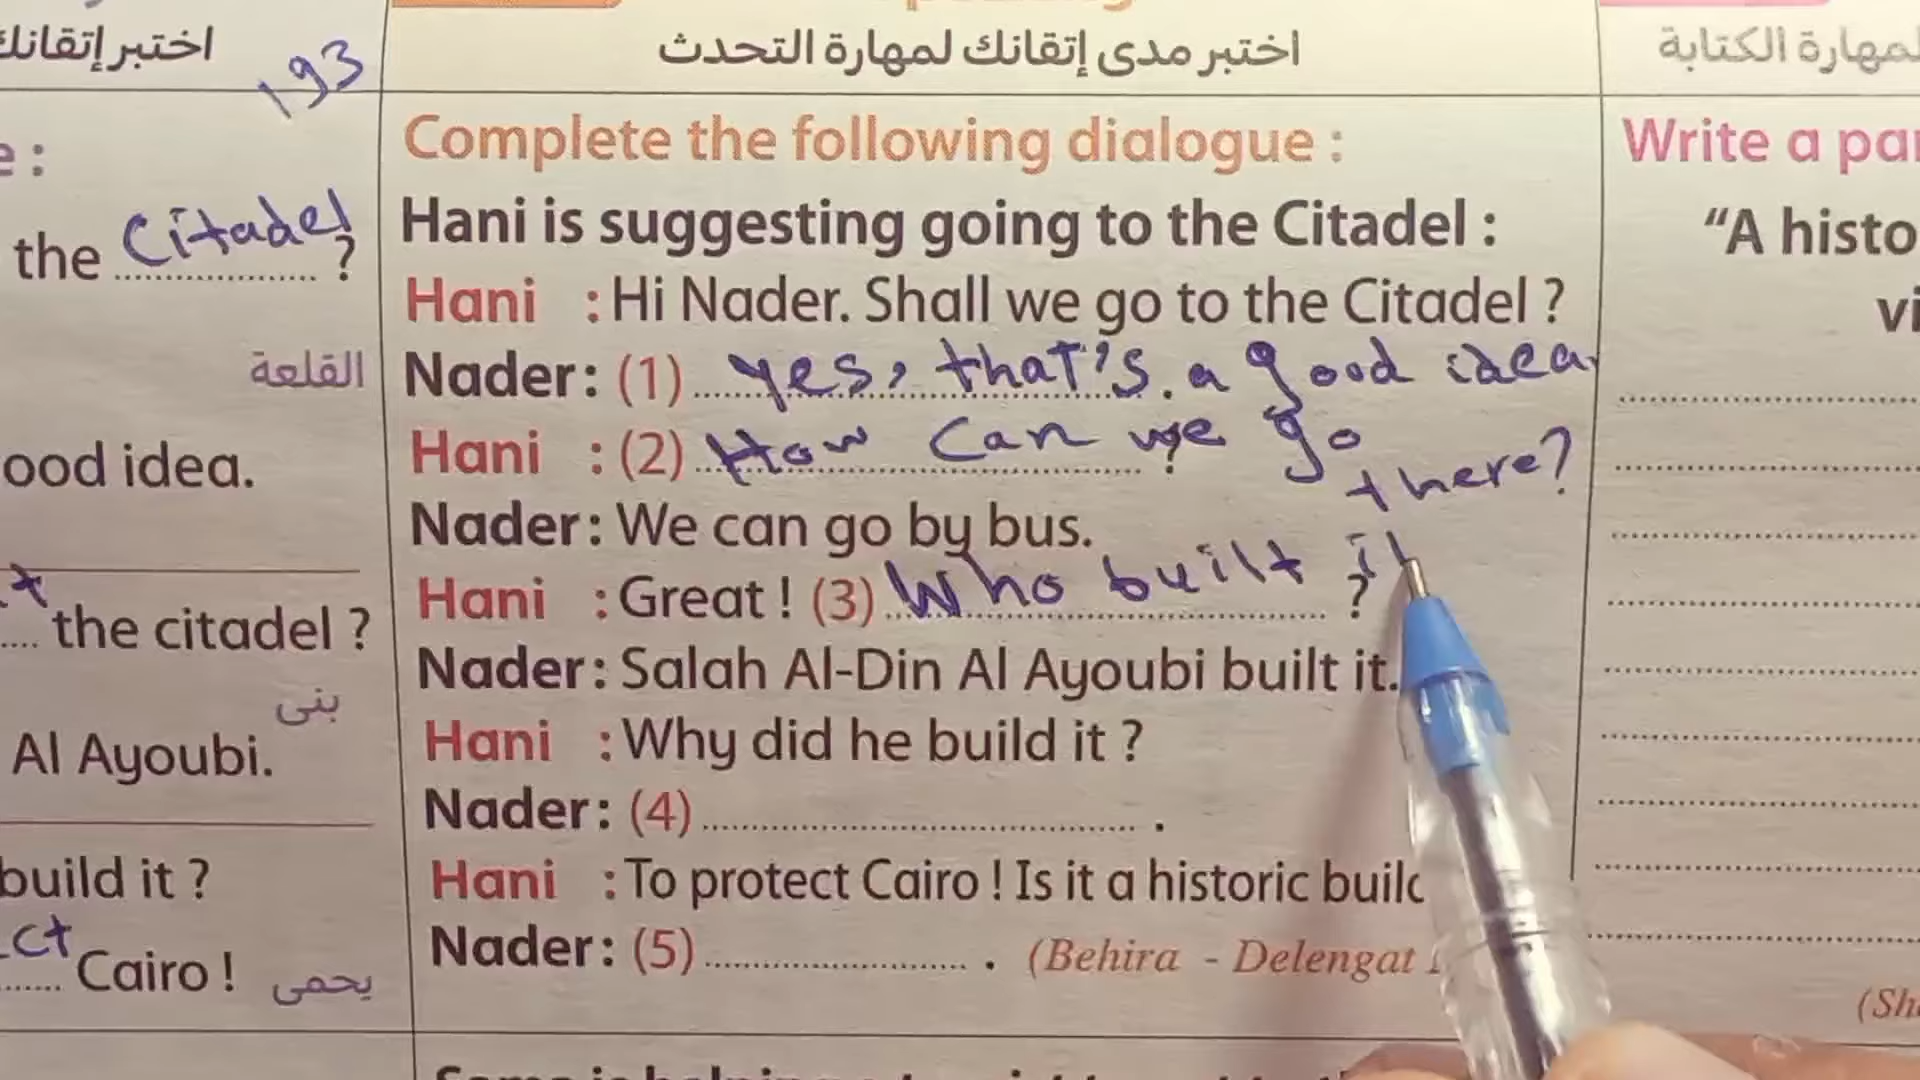 اختبر إتقانك
193
the Citadel ?
القلعة
ood idea.
the citadel ?
بنى
Al Ayoubi.
build it ?
ct Cairo !
يحمى
Speaking
اختبر مدى إتقانك لمهارة التحدث
Complete the following dialogue :
Hani is suggesting going to the Citadel :
Hani : Hi Nader. Shall we go to the Citadel ?
Nader : (1) yes, that's a good idea.
Hani : (2) How can we go there?
Nader : We can go by bus.
Hani : Great ! (3) Who built it ?
Nader : Salah Al-Din Al Ayoubi built it.
Hani : Why did he build it ?
Nader : (4) .
Hani : To protect Cairo ! Is it a historic build
Nader : (5) . (Behira - Delengat
لمهارة الكتابة
Write a par
"A histo
vi
(Sh